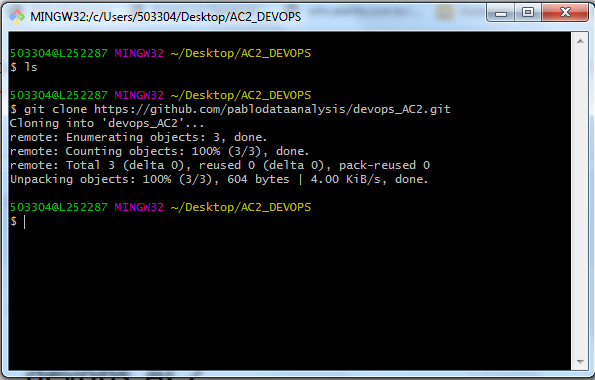 MINGW32:/c/Users/503304/Desktop/AC2_DEVOPS
503304@L252287 MINGW32 ~/Desktop/AC2_DEVOPS
$ ls
503304@L252287 MINGW32 ~/Desktop/AC2_DEVOPS
$ git clone https://github.com/pablodataanalysis/devops_AC2.git
Cloning into 'devops_AC2'...
remote: Enumerating objects: 3, done.
remote: Counting objects: 100% (3/3), done.
remote: Total 3 (delta 0), reused 0 (delta 0), pack-reused 0
Unpacking objects: 100% (3/3), 604 bytes | 4.00 KiB/s, done.
503304@L252287 MINGW32 ~/Desktop/AC2_DEVOPS
$